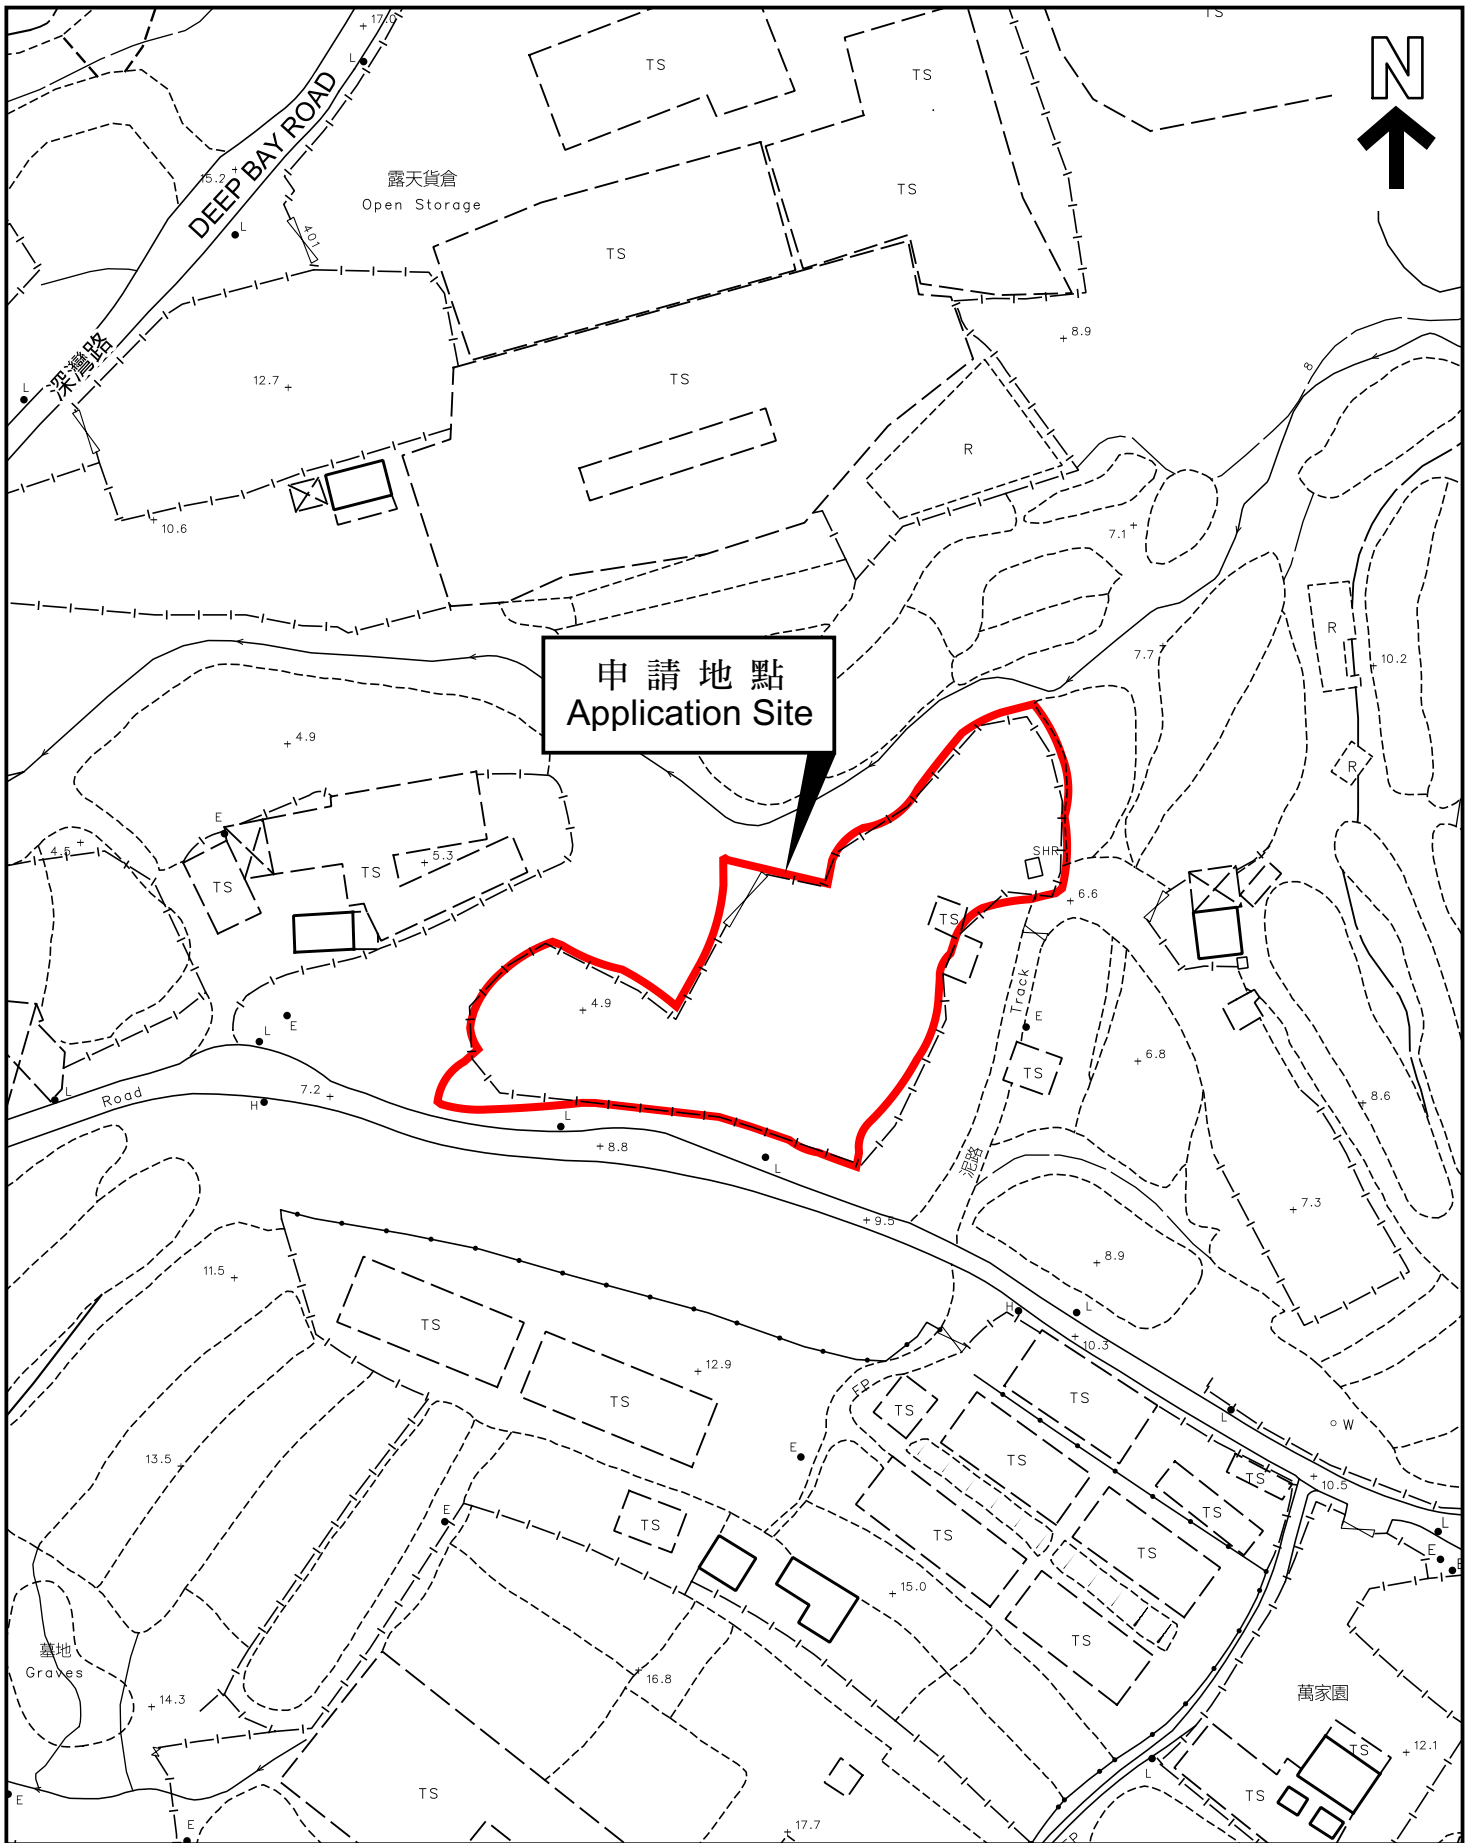 17.0
TS
N
L
TS
TS
DEEP BAY ROAD
15.2
露天貨倉
Open Storage
TS
L
401
TS
8.9
深灣路
12.7
TS
8
L
R
10.6
7.1
申請地點
Application Site
R
7.7
10.2
4.9
R
E
4.5
TS
TS
5.3
SHR
6.6
TS
4.9
Track
E
L
E
6.8
TS
L
Road
H
7.2
8.6
L
8.8
L
泥路
7.3
9.5
8.9
11.5
TS
H
L
10.3
12.9
TS
FP
TS
TS
L
W
13.5
E
TS
TS
10.5
TS
E
TS
TS
TS
L
E
E
15.0
墓地
Graves
TS
16.8
14.3
萬家園
TS
12.1
L
TS
TS
E
17.7
E
P